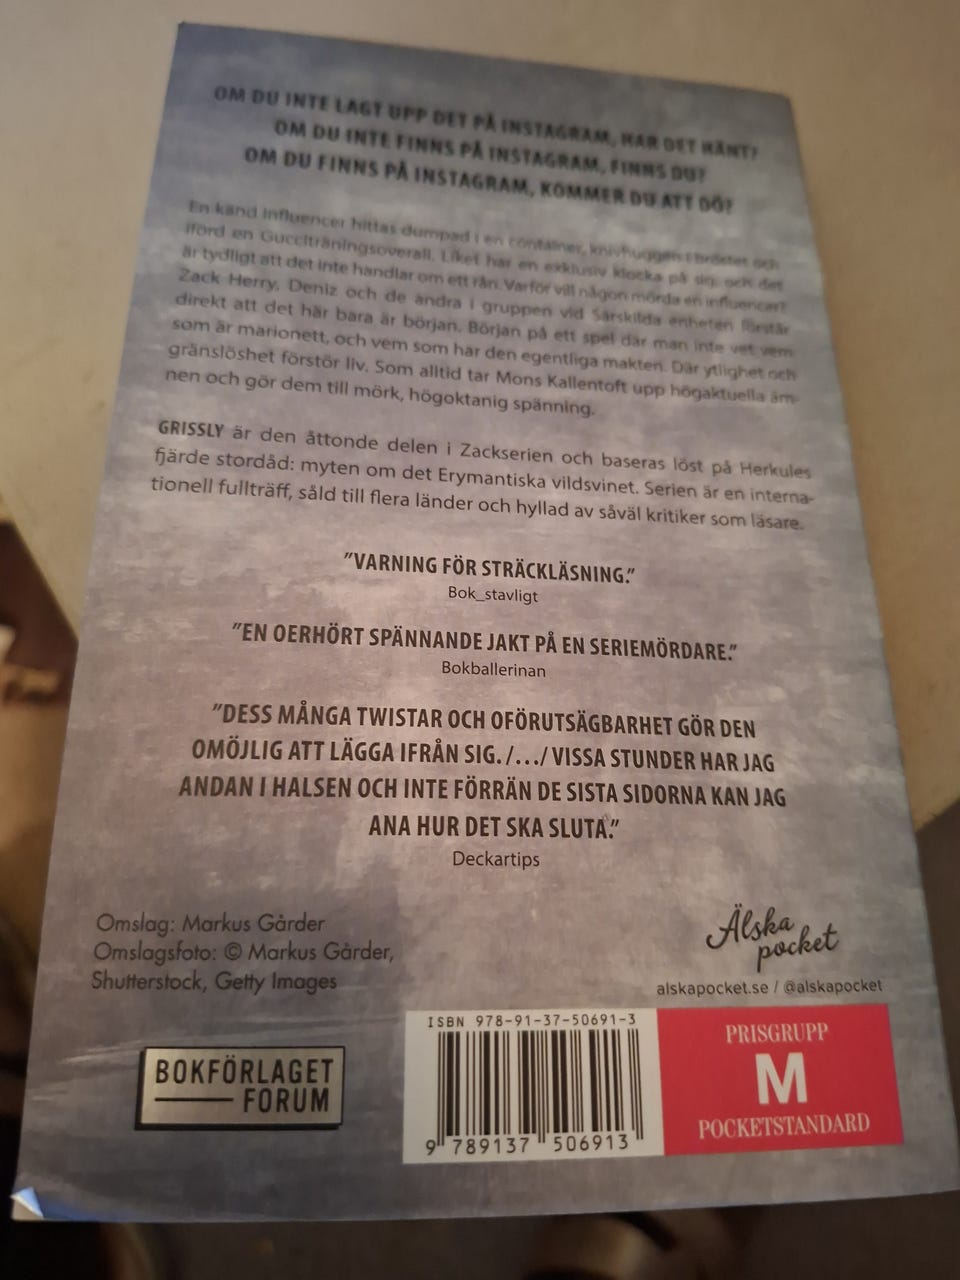 OM DU INTE LAGT UPP DET PÅ INSTAGRAM, HAR DET HÄNT?
OM DU INTE FINNS PÅ INSTAGRAM, FINNS DU?
OM DU FINNS PÅ INSTAGRAM, KOMMER DU ATT DÖ?
En känd influencer hittas dumpad i en container, knivhuggen i bröstet och
iförd en Gucciträningsoverall. Liket har en exklusiv klocka på sig, och det
är tydligt att det inte handlar om ett rån. Varför vill någon mörda en influencer?
Zack Herry, Deniz och de andra i gruppen vid Särskilda enheten förstår
direkt att det här bara är början. Början på ett spel där man inte vet vem
som är marionett, och vem som har den egentliga makten. Där ytlighet och
gränslöshet förstör liv. Som alltid tar Mons Kallentoft upp högaktuella äm-
nen och gör dem till mörk, högoktanig spänning.
GRISSLY är den åttonde delen i Zackserien och baseras löst på Herkules
fjärde stordåd: myten om det Erymantiska vildsvinet. Serien är en interna-
tionell fullträff, såld till flera länder och hyllad av såväl kritiker som läsare.
”VARNING FÖR STRÄCKLÄSNING.”
Bok_stavligt
”EN OERHÖRT SPÄNNANDE JAKT PÅ EN SERIEMÖRDARE.”
Bokballerinan
”DESS MÅNGA TWISTAR OCH OFÖRUTSÄGBARHET GÖR DEN
OMÖJLIG ATT LÄGGA IFRÅN SIG. /.../ VISSA STUNDER HAR JAG
ANDAN I HALSEN OCH INTE FÖRRÄN DE SISTA SIDORNA KAN JAG
ANA HUR DET SKA SLUTA.”
Deckartips
Omslag: Markus Gårder
Omslagsfoto: © Markus Gårder,
Shutterstock, Getty Images
Älska
pocket
alskapocket.se / @alskapocket
BOKFÖRLAGET
FORUM
ISBN 978-91-37-50691-3
9 789137 506913
PRISGRUPP
M
POCKETSTANDARD